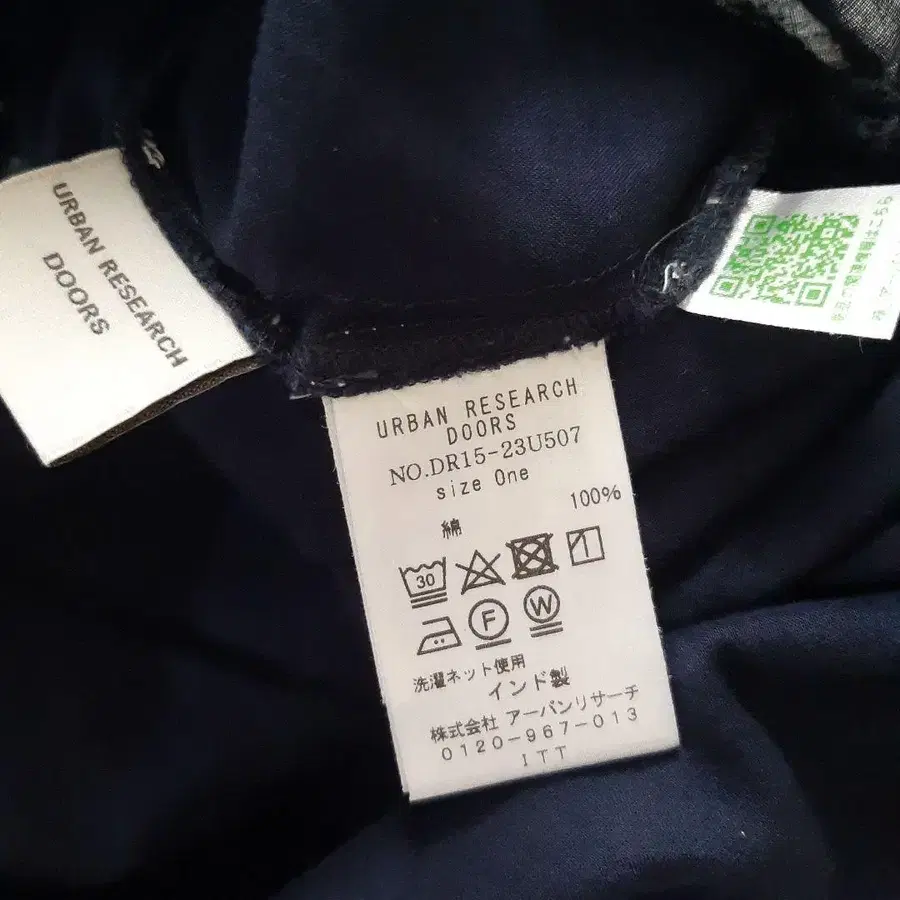 URBAN RESEARCH
DOORS
URBAN RESEARCH
DOORS
NO.DR15-23U507
size One
綿 100%
30
F
W
洗濯ネット使用
インド製
株式会社 アーバンリサーチ
0120-967-013
ITT